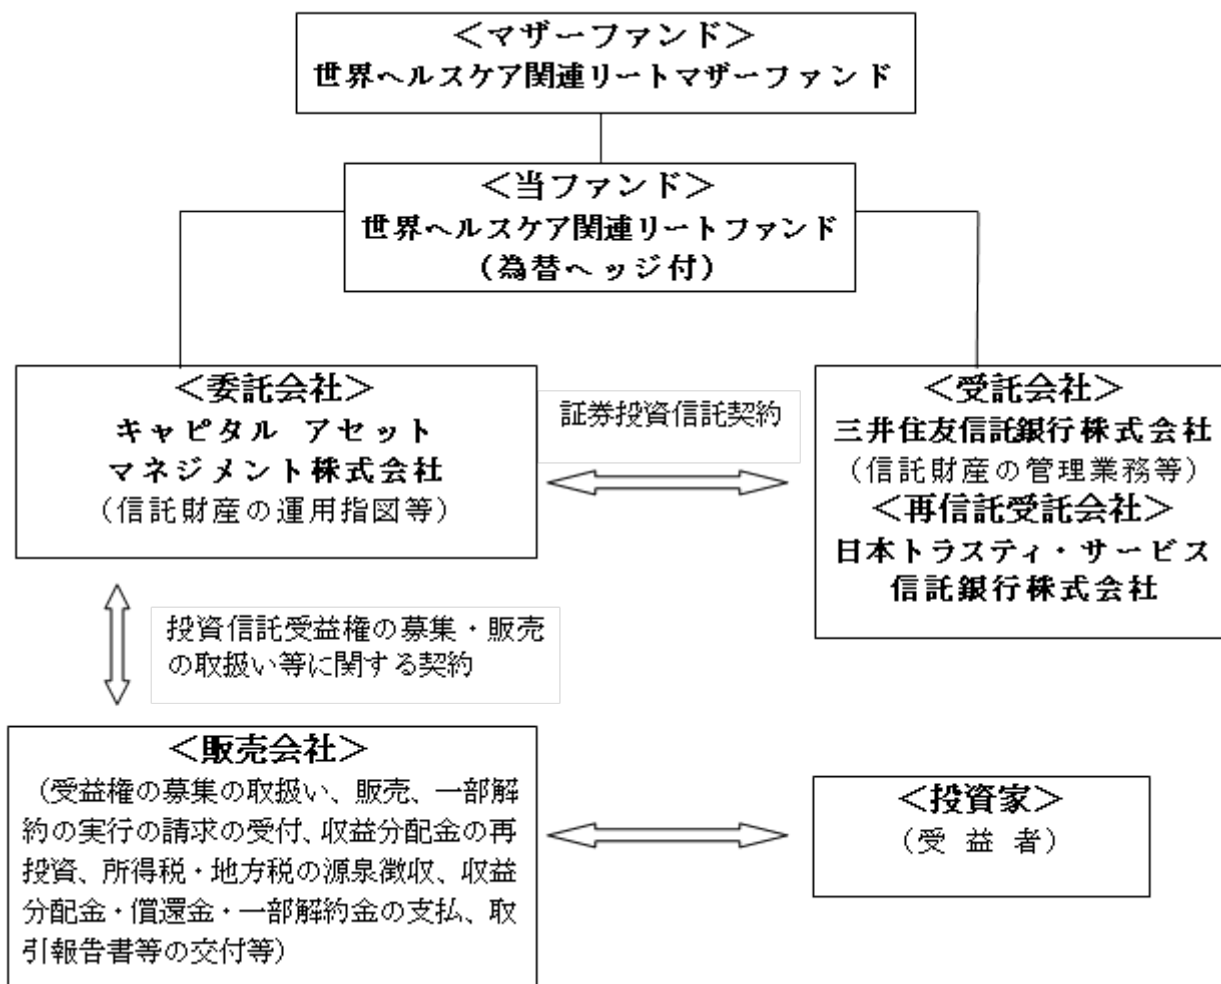 ＜マザーファンド＞
世界ヘルスケア関連リートマザーファンド
＜当ファンド＞
世界ヘルスケア関連リートファンド
（為替ヘッジ付）
＜委託会社＞
キャピタル アセット
マネジメント株式会社
（信託財産の運用指図等）
証券投資信託契約
＜受託会社＞
三井住友信託銀行株式会社
（信託財産の管理業務等）
＜再信託受託会社＞
日本トラスティ・サービス
信託銀行株式会社
投資信託受益権の募集・販売
の取扱い等に関する契約
＜販売会社＞
（受益権の募集の取扱い、販売、一部解
約の実行の請求の受付、収益分配金の再
投資、所得税・地方税の源泉徴収、収益
分配金・償還金・一部解約金の支払、取
引報告書等の交付等）
＜投資家＞
（受 益 者）